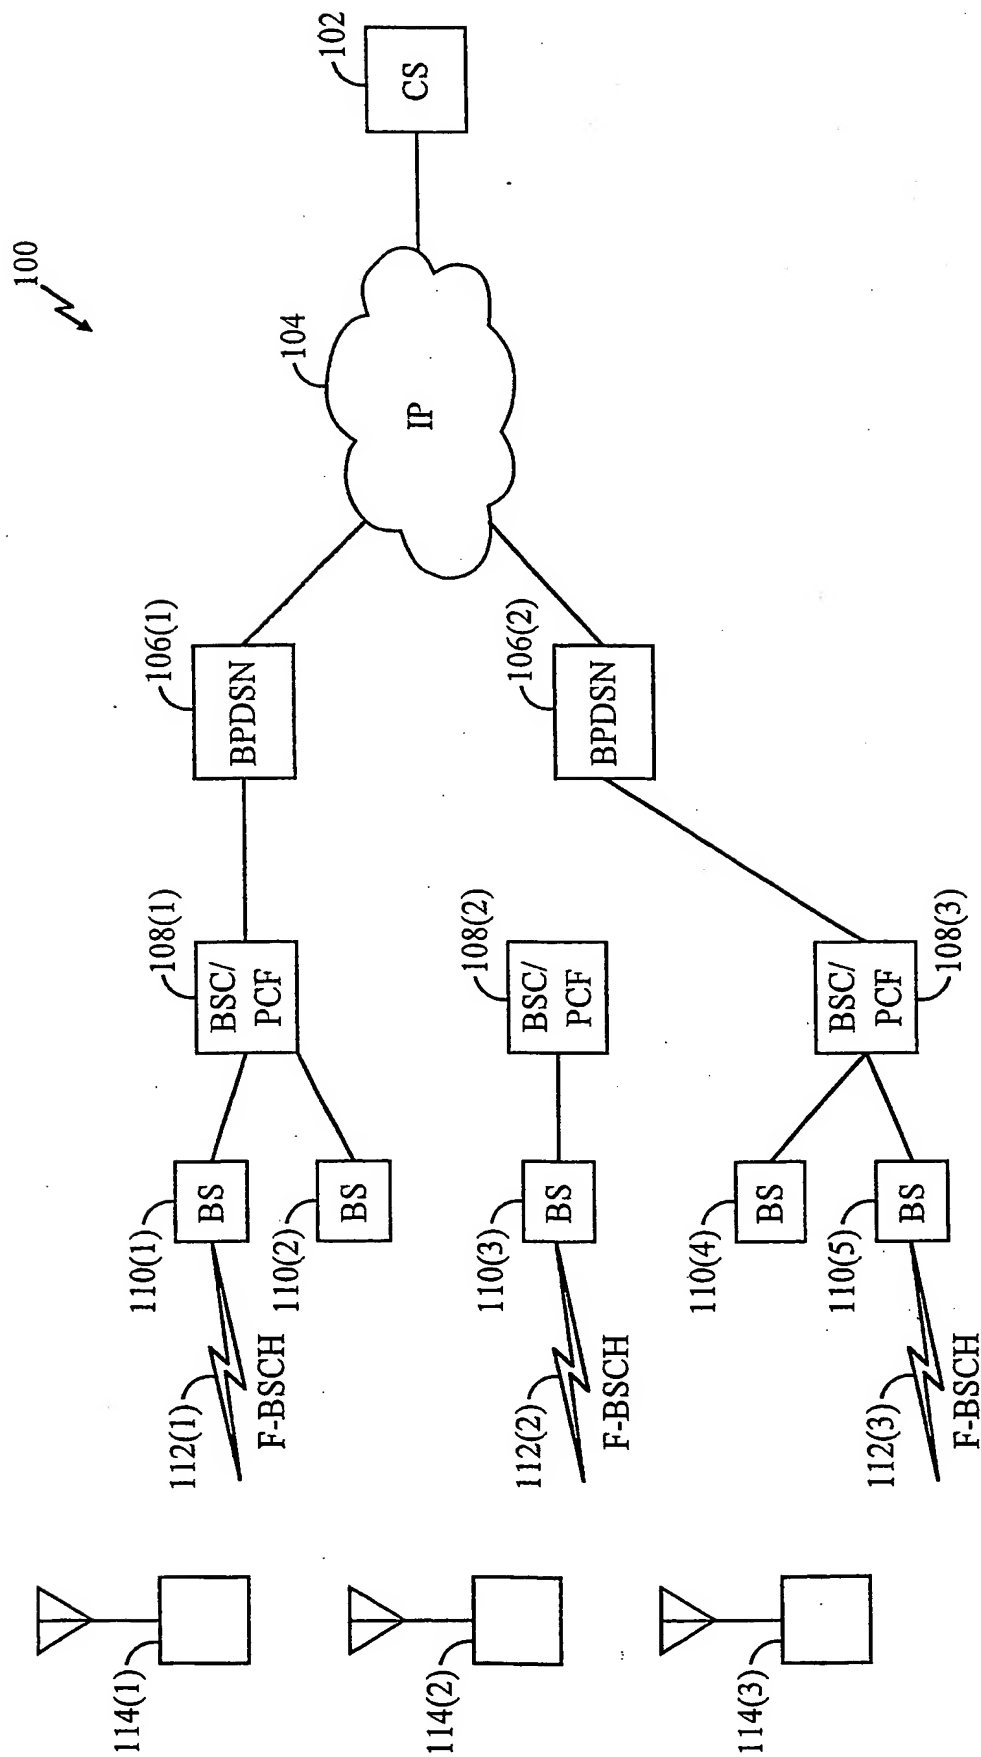 100
102
CS
104
IP
106(1)
BPDSN
106(2)
BPDSN
108(1)
BSC/
PCF
108(2)
BSC/
PCF
108(3)
BSC/
PCF
110(1)
BS
110(2)
BS
110(3)
BS
110(4)
BS
110(5)
BS
112(1)
F-BSCH
112(2)
F-BSCH
112(3)
F-BSCH
114(1)
114(2)
114(3)